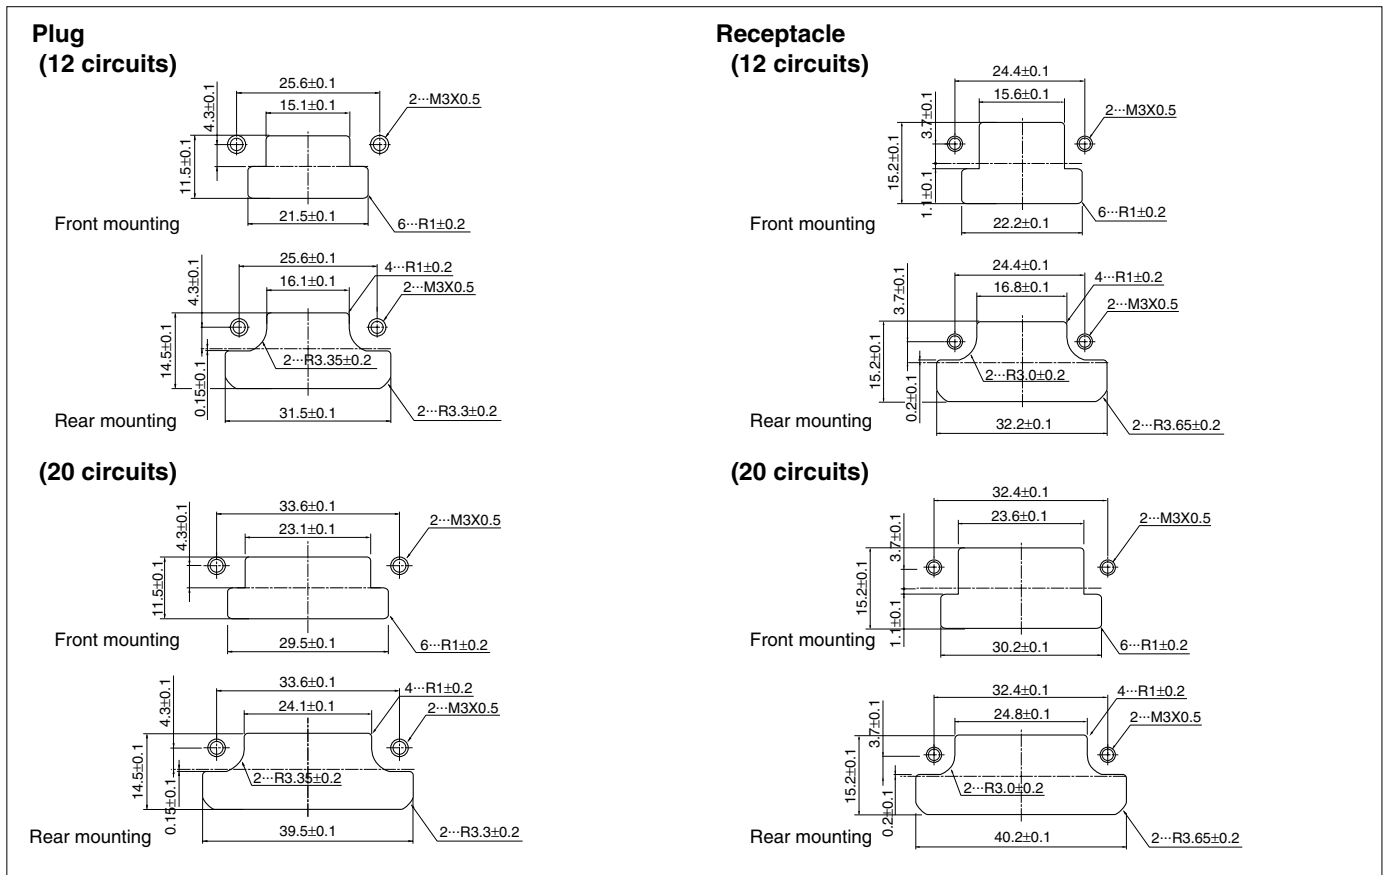 Plug
(12 circuits)
25.6±0.1
15.1±0.1
2···M3X0.5
4.3±0.1
11.5±0.1
21.5±0.1
6···R1±0.2
Front mounting
25.6±0.1
16.1±0.1
4···R1±0.2
2···M3X0.5
4.3±0.1
14.5±0.1
0.15±0.1
2···R3.35±0.2
31.5±0.1
2···R3.3±0.2
Rear mounting
(20 circuits)
33.6±0.1
23.1±0.1
2···M3X0.5
4.3±0.1
11.5±0.1
29.5±0.1
6···R1±0.2
Front mounting
33.6±0.1
24.1±0.1
4···R1±0.2
2···M3X0.5
4.3±0.1
14.5±0.1
0.15±0.1
2···R3.35±0.2
39.5±0.1
2···R3.3±0.2
Rear mounting
Receptacle
(12 circuits)
24.4±0.1
15.6±0.1
2···M3X0.5
3.7±0.1
15.2±0.1
1.1±0.1
22.2±0.1
6···R1±0.2
Front mounting
24.4±0.1
16.8±0.1
4···R1±0.2
2···M3X0.5
3.7±0.1
15.2±0.1
0.2±0.1
2···R3.0±0.2
32.2±0.1
2···R3.65±0.2
Rear mounting
(20 circuits)
32.4±0.1
23.6±0.1
2···M3X0.5
3.7±0.1
15.2±0.1
1.1±0.1
30.2±0.1
6···R1±0.2
Front mounting
32.4±0.1
24.8±0.1
4···R1±0.2
2···M3X0.5
3.7±0.1
15.2±0.1
0.2±0.1
2···R3.0±0.2
40.2±0.1
2···R3.65±0.2
Rear mounting